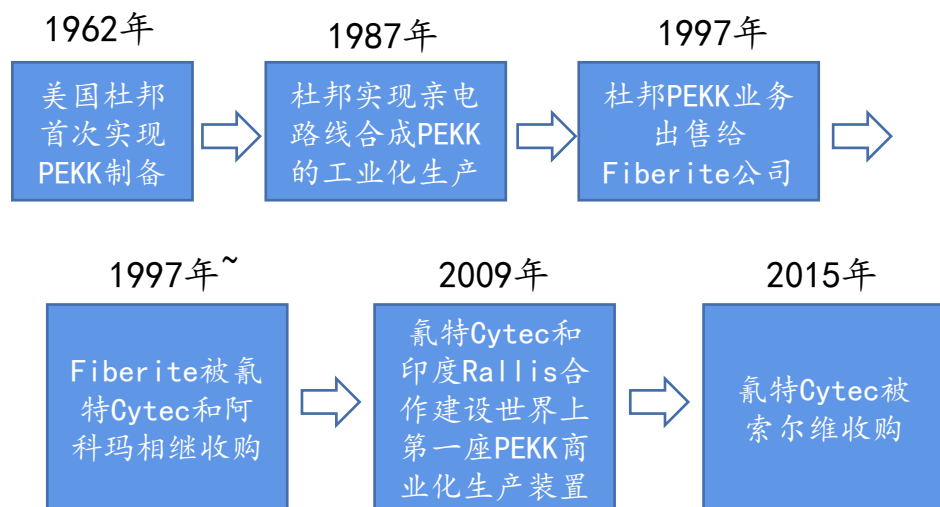 1962年
美国杜邦
首次实现
PEKK制备
1987年
杜邦实现亲电
路线合成PEKK
的工业化生产
1997年
杜邦PEKK业务
出售给
Fiberite公司
1997年~
Fiberite被氰
特Cytec和阿
科玛相继收购
2009年
氰特Cytec和
印度Rallis合
作建设世界上
第一座PEKK商
业化生产装置
2015年
氰特Cytec被
索尔维收购